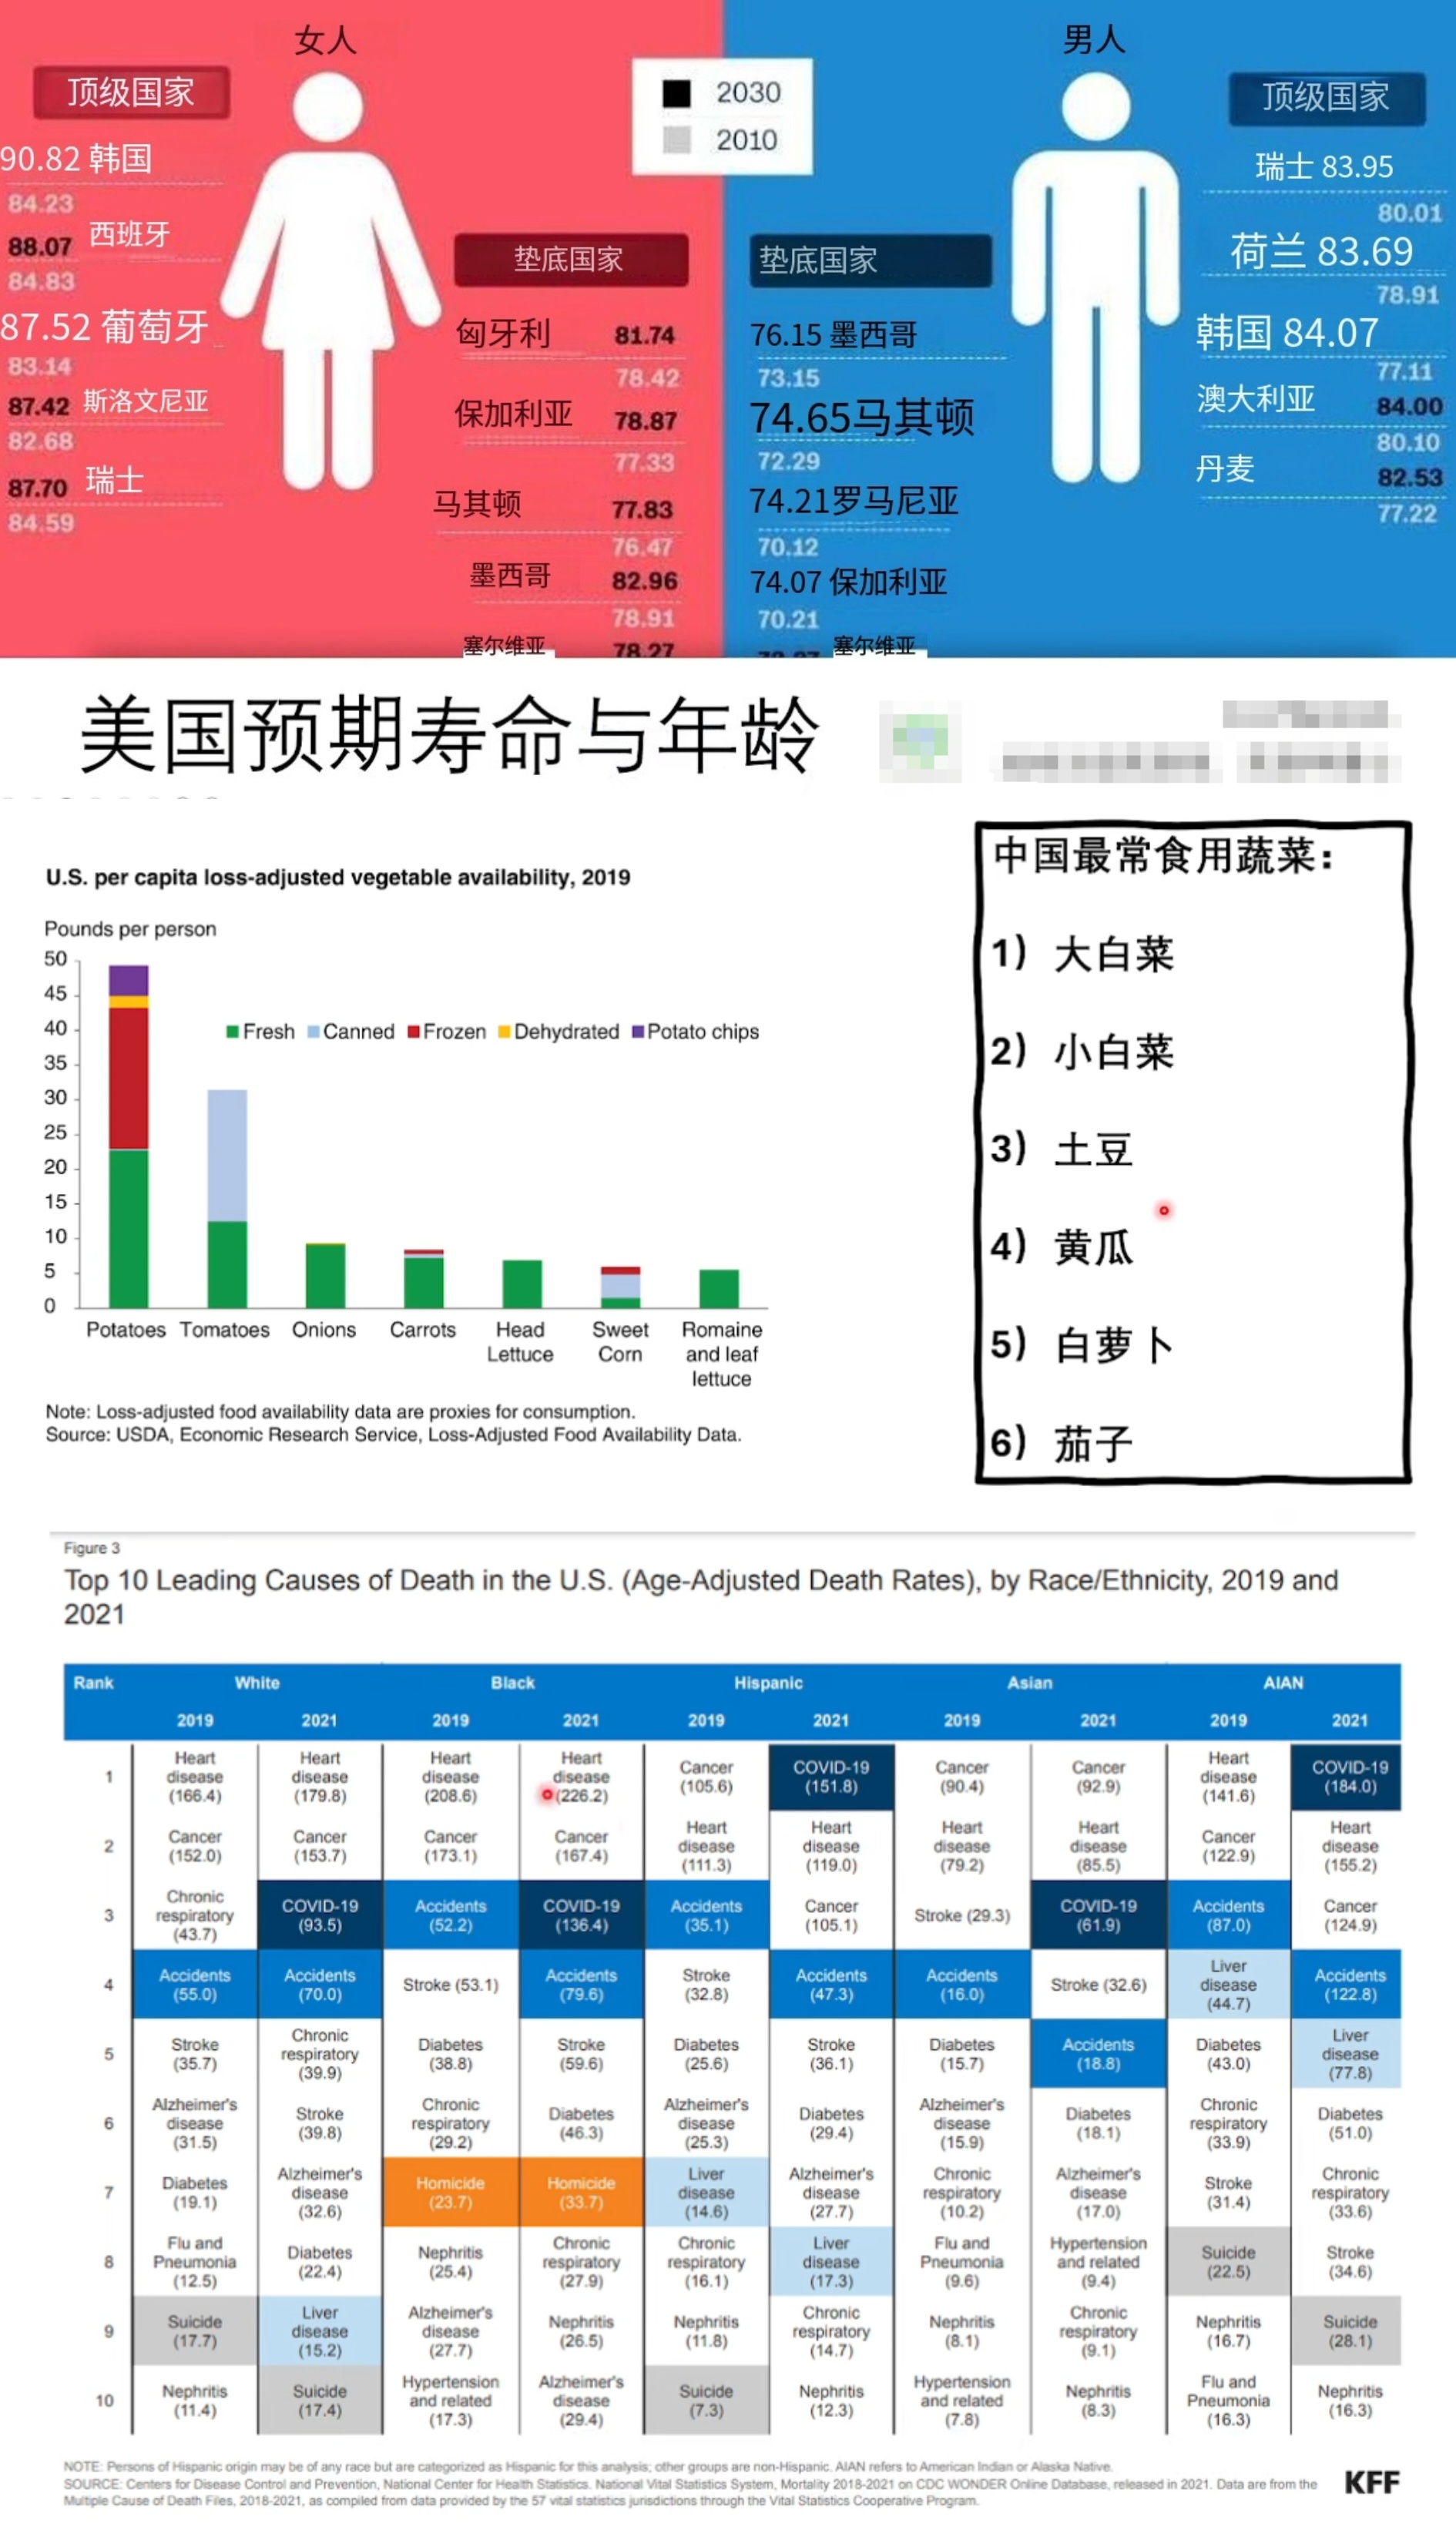 女人
男人
2030
2010
顶级国家
90.82 韩国
84.23
88.07 西班牙
84.83
87.52 葡萄牙
83.14
87.42 斯洛文尼亚
82.68
87.70 瑞士
84.59
垫底国家
匈牙利 81.74
78.42
保加利亚 78.87
77.33
马其顿 77.83
76.47
墨西哥 82.96
78.91
塞尔维亚 78.27
垫底国家
76.15 墨西哥
73.15
74.65马其顿
72.29
74.21罗马尼亚
70.12
74.07 保加利亚
70.21
塞尔维亚
顶级国家
瑞士 83.95
80.01
荷兰 83.69
78.91
韩国 84.07
77.11
澳大利亚 84.00
80.10
丹麦 82.53
77.22
美国预期寿命与年龄
U.S. per capita loss-adjusted vegetable availability, 2019
Pounds per person
50
45
40
35
30
25
20
15
10
5
0
Fresh Canned Frozen Dehydrated Potato chips
Potatoes Tomatoes Onions Carrots Head Lettuce Sweet Corn Romaine and leaf lettuce
Note: Loss-adjusted food availability data are proxies for consumption.
Source: USDA, Economic Research Service, Loss-Adjusted Food Availability Data.
中国最常食用蔬菜：
1) 大白菜
2) 小白菜
3) 土豆
4) 黄瓜
5) 白萝卜
6) 茄子
Figure 3
Top 10 Leading Causes of Death in the U.S. (Age-Adjusted Death Rates), by Race/Ethnicity, 2019 and
2021
Rank White Black Hispanic Asian AIAN
2019 2021 2019 2021 2019 2021 2019 2021 2019 2021
1 Heart disease (166.4) Heart disease (179.8) Heart disease (208.6) Heart disease (226.2) Cancer (105.6) COVID-19 (151.8) Cancer (90.4) Cancer (92.9) Heart disease (141.6) COVID-19 (184.0)
2 Cancer (152.0) Cancer (153.7) Cancer (173.1) Cancer (167.4) Heart disease (111.3) Heart disease (119.0) Heart disease (79.2) Heart disease (85.5) Cancer (122.9) Heart disease (155.2)
3 Chronic respiratory (43.7) COVID-19 (93.5) Accidents (52.2) COVID-19 (136.4) Accidents (35.1) Cancer (105.1) Stroke (29.3) COVID-19 (61.9) Accidents (87.0) Cancer (124.9)
4 Accidents (55.0) Accidents (70.0) Stroke (53.1) Accidents (79.6) Stroke (32.8) Accidents (47.3) Accidents (16.0) Stroke (32.6) Liver disease (44.7) Accidents (122.8)
5 Stroke (35.7) Chronic respiratory (39.9) Diabetes (38.8) Stroke (59.6) Diabetes (25.6) Stroke (36.1) Diabetes (15.7) Accidents (18.8) Diabetes (43.0) Liver disease (77.8)
6 Alzheimer's disease (31.5) Stroke (39.8) Chronic respiratory (29.2) Diabetes (46.3) Alzheimer's disease (25.3) Diabetes (29.4) Alzheimer's disease (15.9) Diabetes (18.1) Chronic respiratory (33.9) Diabetes (51.0)
7 Diabetes (19.1) Alzheimer's disease (32.6) Homicide (23.7) Homicide (33.7) Liver disease (14.6) Alzheimer's disease (27.7) Chronic respiratory (10.2) Alzheimer's disease (17.0) Stroke (31.4) Chronic respiratory (33.6)
8 Flu and Pneumonia (12.5) Diabetes (22.4) Nephritis (25.4) Chronic respiratory (27.9) Chronic respiratory (16.1) Liver disease (17.3) Flu and Pneumonia (9.6) Hypertension and related (9.4) Suicide (22.5) Stroke (34.6)
9 Suicide (17.7) Liver disease (15.2) Alzheimer's disease (27.7) Nephritis (26.5) Nephritis (11.8) Chronic respiratory (14.7) Nephritis (8.1) Chronic respiratory (9.1) Nephritis (16.7) Suicide (28.1)
10 Nephritis (11.4) Suicide (17.4) Hypertension and related (17.3) Alzheimer's disease (29.4) Suicide (7.3) Nephritis (12.3) Hypertension and related (7.8) Nephritis (8.3) Flu and Pneumonia (16.3) Nephritis (16.3)
NOTE: Persons of Hispanic origin may be of any race but are categorized as Hispanic for this analysis; other groups are non-Hispanic. AIAN refers to American Indian or Alaska Native.
SOURCE: Centers for Disease Control and Prevention, National Center for Health Statistics. National Vital Statistics System, Mortality 2018-2021 on CDC WONDER Online Database, released in 2021. Data are from the
Multiple Cause of Death Files, 2018-2021, as compiled from data provided by the 57 vital statistics jurisdictions through the Vital Statistics Cooperative Program.
KFF